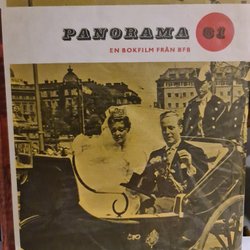 PANORAMA 61
EN BOKFILM FRÅN BFB